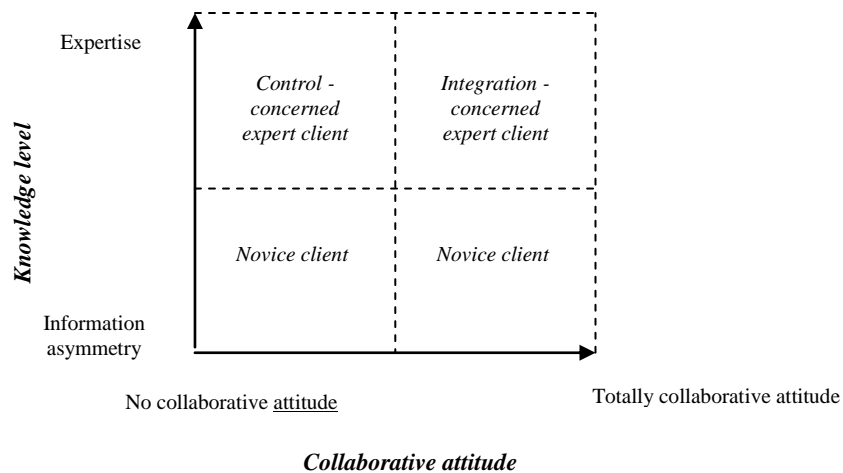 Expertise
Control -
concerned
expert client
Integration -
concerned
expert client
Knowledge level
Novice client
Novice client
Information
asymmetry
No collaborative attitude
Totally collaborative attitude
Collaborative attitude